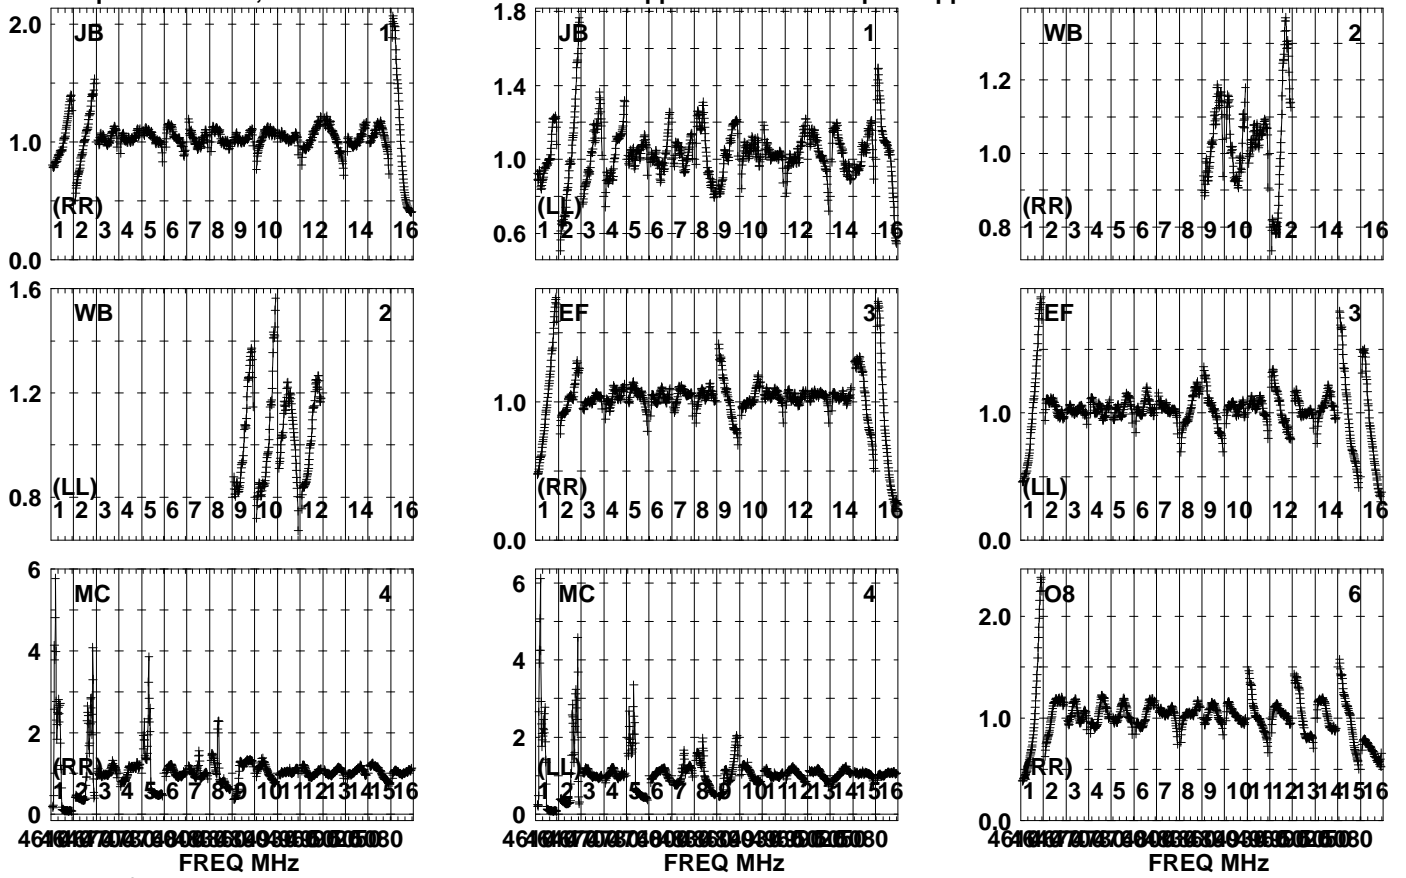 JB 1
2.0
1.0
(RR)
1 2 3 4 5 6 7 8 9 10 12 14 16
0.0
JB 1
1.8
1.4
1.0
(LL)
1 2 3 4 5 6 7 8 9 10 12 14 16
0.6
WB 2
1.2
1.0
(RR)
1 2 3 4 5 6 7 8 9 10 12 14 16
0.8
1.6
WB 2
1.2
(LL)
0.8
1 2 3 4 5 6 7 8 9 10 12 14 16
EF 3
1.0
(RR)
1 2 3 4 5 6 7 8 9 10 12 14 16
0.0
EF 3
1.0
(LL)
1 2 3 4 5 6 7 8 9 10 12 14 16
0.0
6
MC 4
4
2
(RR)
1 2 3 4 5 6 7 8 9 10 11 12 13 14 15 16
0
FREQ MHz
6
MC 4
4
2
(LL)
1 2 3 4 5 6 7 8 9 10 11 12 13 14 15 16
0
O8 6
2.0
1.0
(RR)
1 2 3 4 5 6 7 8 9 10 11 12 13 14 15 16
0.0
FREQ MHz